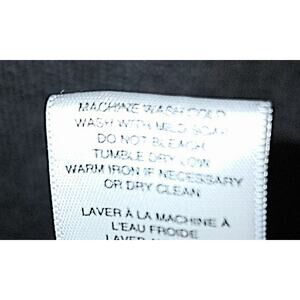 MACHINE WASH COLD
WASH WITH MILD SOAP
DO NOT BLEACH
TUMBLE DRY LOW
WARM IRON IF NECESSARY
OR DRY CLEAN
LAVER À LA MACHINE À
L'EAU FROIDE
LAVER